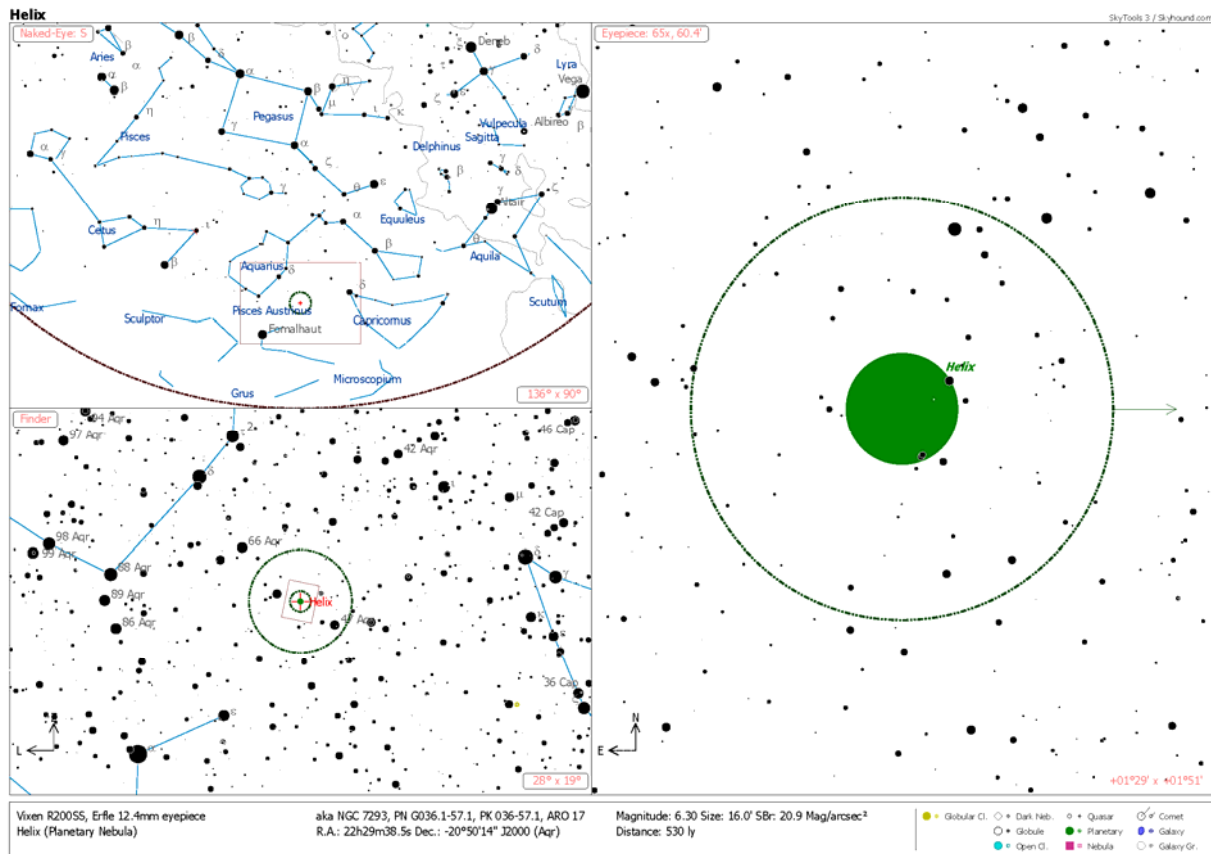 Helix
SkyTools 3 / Skyhound.com
Naked-Eye: S
Aries
β
α
α
β
η
Pisces
β
δ
α
Pegasus
β
η
μ
ι
κ
γ
α
ζ
θ
ε
γ
Deneb
δ
γ
ε
ζ
Lyra
Vega
Albireo
β
Vulpecula
Sagitta
Delphinus
β
δ
γ
Altair
ζ
θ
Aquila
Scutum
Equuleus
α
β
α
γ
Cetus
η
ι
β
Aquarius
δ
δ
Pisces Austrinus
Fomalhaut
Capricornus
Fornax
Sculptor
Grus
Microscopium
136° x 90°
Finder
94 Aqr
97 Aqr
2
42 Aqr
46 Cap
δ
ι
μ
42 Cap
98 Aqr
99 Aqr
88 Aqr
66 Aqr
δ
γ
89 Aqr
86 Aqr
Helix
47 Aqr
κ
ε
36 Cap
ζ
ε
α
L
28° x 19°
Eyepiece: 65x, 60.4'
Helix
N
E
+01°29' x +01°51'
Vixen R200SS, Erfle 12.4mm eyepiece
Helix (Planetary Nebula)
aka NGC 7293, PN G036.1-57.1, PK 036-57.1, ARO 17
R.A.: 22h29m38.5s Dec.: -20°50'14" J2000 (Aqr)
Magnitude: 6.30 Size: 16.0' SBr: 20.9 Mag/arcsec²
Distance: 530 ly
Globular Cl.
Dark Neb.
Quasar
Comet
Globule
Planetary
Galaxy
Open Cl.
Nebula
Galaxy Gr.